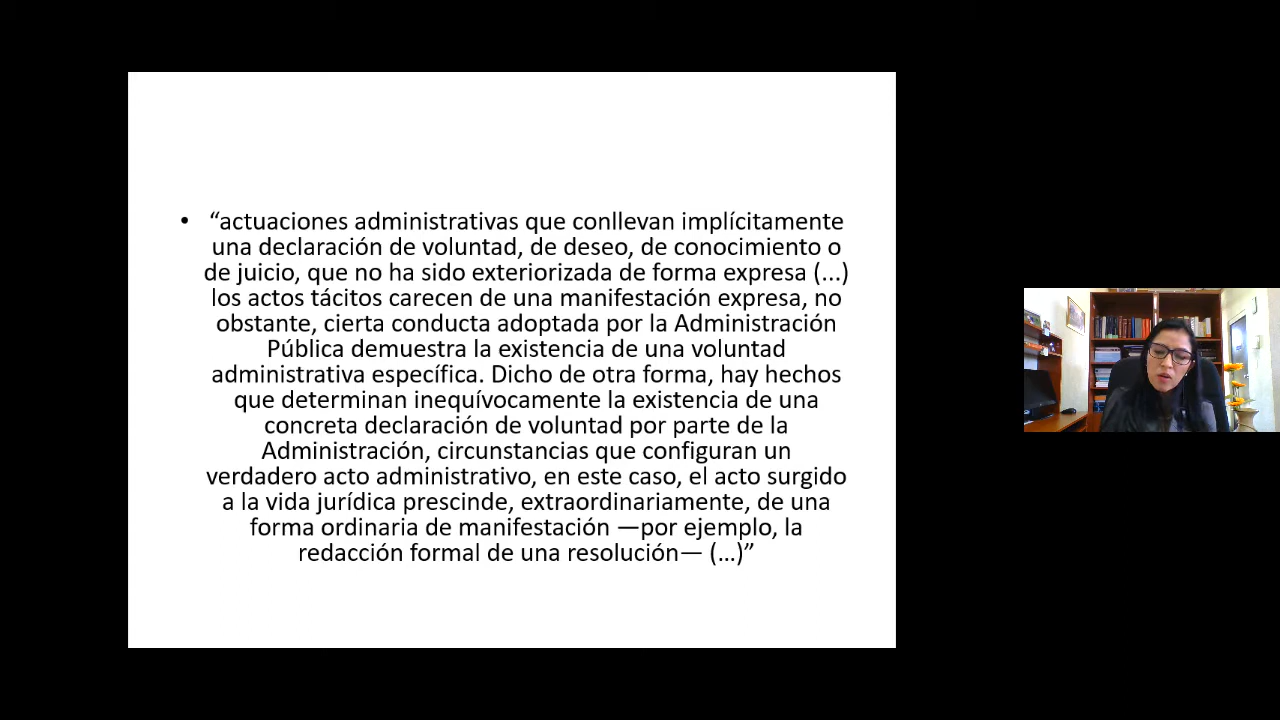 • “actuaciones administrativas que conllevan implícitamente
una declaración de voluntad, de deseo, de conocimiento o
de juicio, que no ha sido exteriorizada de forma expresa (...)
los actos tácitos carecen de una manifestación expresa, no
obstante, cierta conducta adoptada por la Administración
Pública demuestra la existencia de una voluntad
administrativa específica. Dicho de otra forma, hay hechos
que determinan inequívocamente la existencia de una
concreta declaración de voluntad por parte de la
Administración, circunstancias que configuran un
verdadero acto administrativo, en este caso, el acto surgido
a la vida jurídica prescinde, extraordinariamente, de una
forma ordinaria de manifestación —por ejemplo, la
redacción formal de una resolución— (…)”